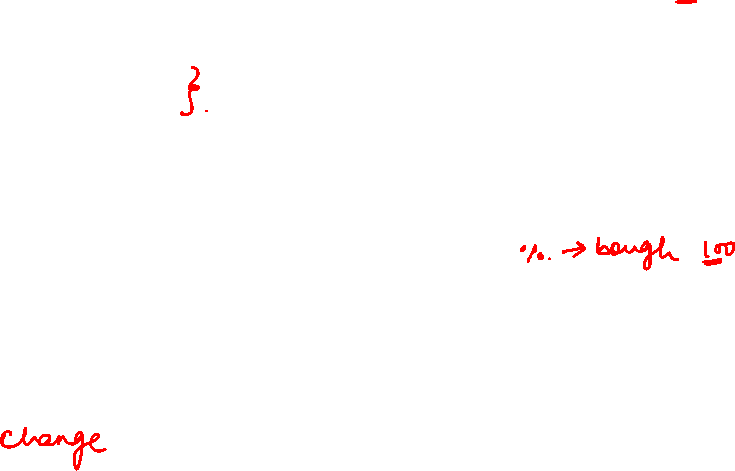 }.
%. → bough 100
change